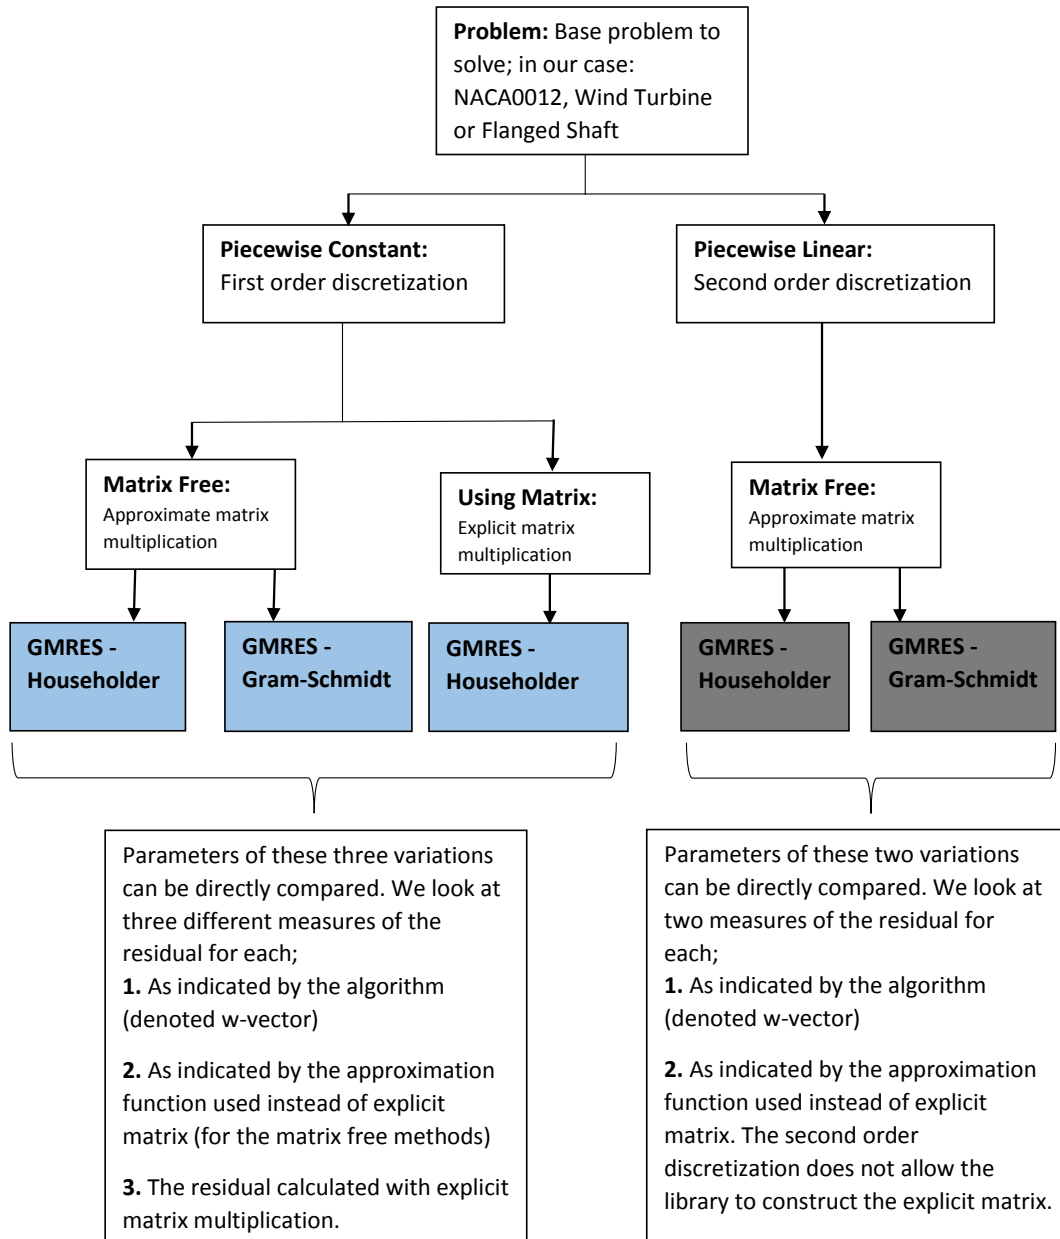 Problem: Base problem to
solve; in our case:
NACA0012, Wind Turbine
or Flanged Shaft
Piecewise Constant:
First order discretization
Piecewise Linear:
Second order discretization
Matrix Free:
Approximate matrix
multiplication
Using Matrix:
Explicit matrix
multiplication
Matrix Free:
Approximate matrix
multiplication
GMRES -
Householder
GMRES -
Gram-Schmidt
GMRES -
Householder
GMRES -
Householder
GMRES -
Gram-Schmidt
Parameters of these three variations
can be directly compared. We look at
three different measures of the
residual for each;
1. As indicated by the algorithm
(denoted w-vector)
2. As indicated by the approximation
function used instead of explicit
matrix (for the matrix free methods)
3. The residual calculated with explicit
matrix multiplication.
Parameters of these two variations
can be directly compared. We look at
two measures of the residual for
each;
1. As indicated by the algorithm
(denoted w-vector)
2. As indicated by the approximation
function used instead of explicit
matrix. The second order
discretization does not allow the
library to construct the explicit matrix.